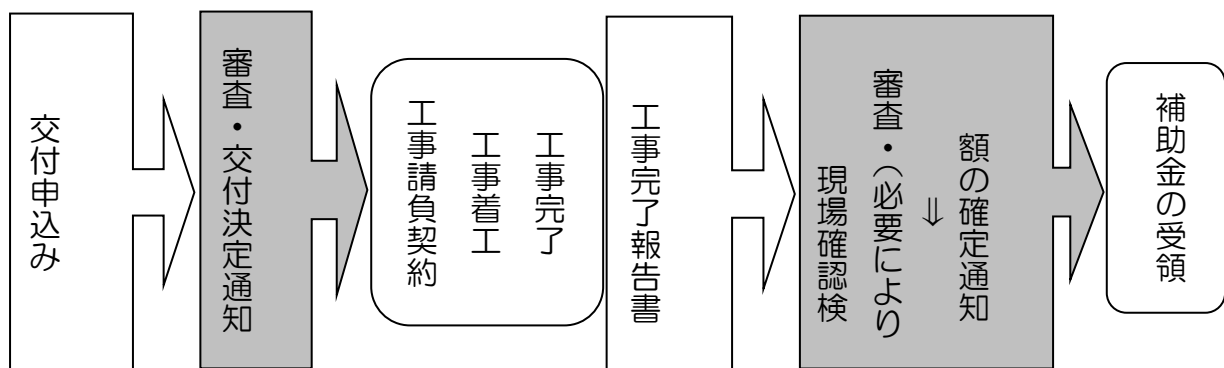 交付申込み
審査・交付決定通知
工事請負契約
工事着工
工事完了
工事完了報告書
審査・（必要により
現場確認検
⇓
額の確定通知
補助金の受領